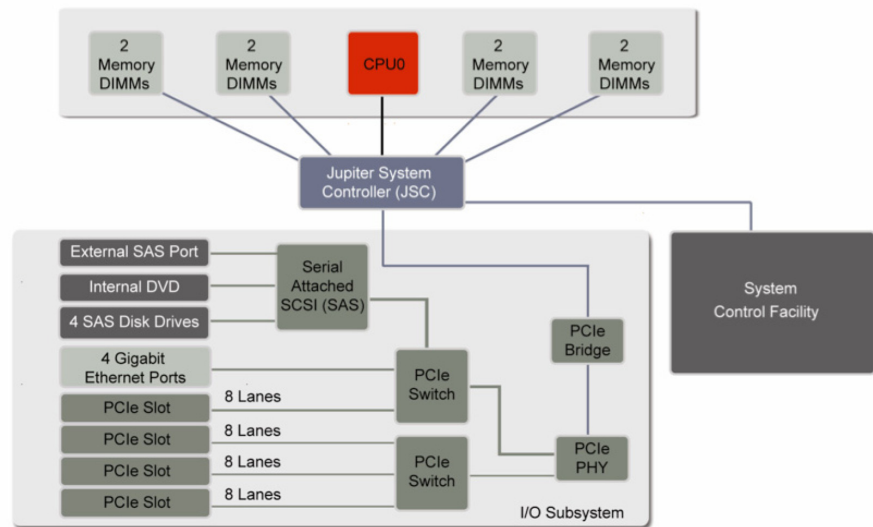 2
Memory
DIMMs
2
Memory
DIMMs
CPU0
2
Memory
DIMMs
2
Memory
DIMMs
Jupiter System
Controller (JSC)
External SAS Port
Internal DVD
4 SAS Disk Drives
Serial
Attached
SCSI (SAS)
System
Control Facility
PCIe
Bridge
4 Gigabit
Ethernet Ports
PCIe
Switch
PCIe Slot
8 Lanes
PCIe Slot
8 Lanes
PCIe Slot
8 Lanes
PCIe Slot
8 Lanes
PCIe
Switch
PCIe
PHY
I/O Subsystem